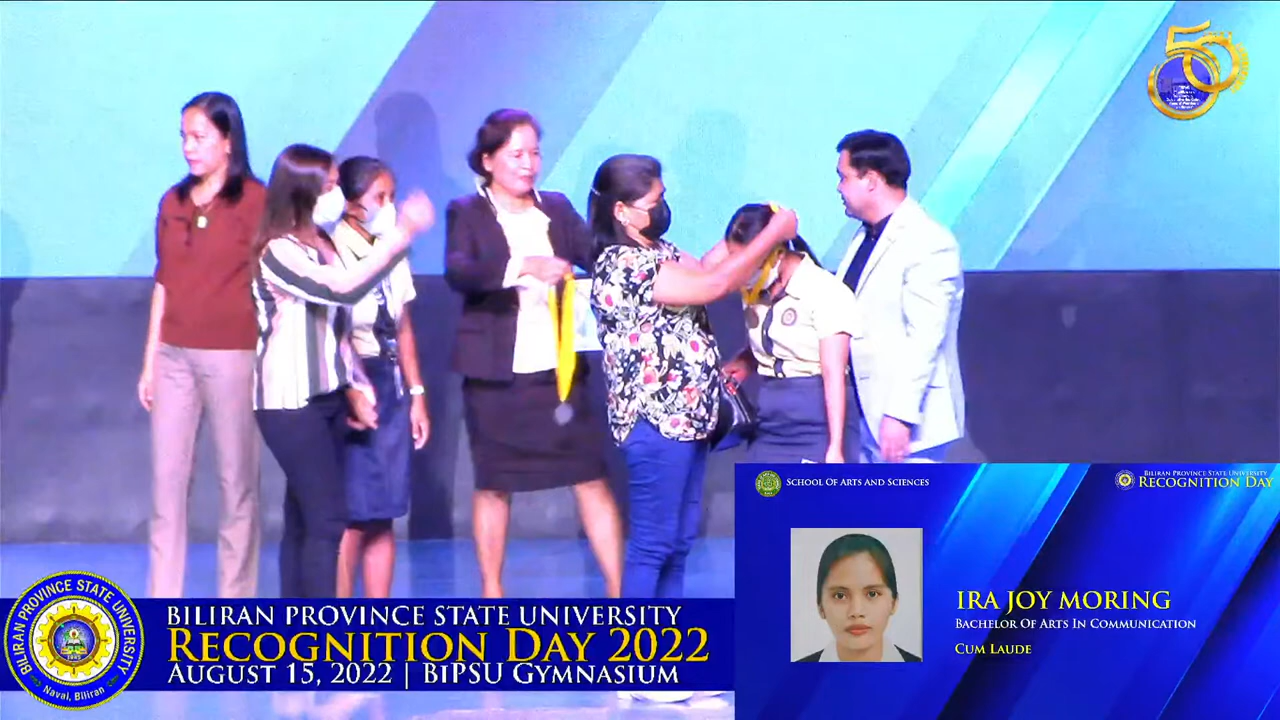 50
BILIRAN PROVINCE STATE UNIVERSITY
RECOGNITION DAY 2022
AUGUST 15, 2022 | BIPSU GYMNASIUM
BILIRAN PROVINCE STATE UNIVERSITY
Naval, Biliran
SCHOOL OF ARTS AND SCIENCES
BILIRAN PROVINCE STATE UNIVERSITY
RECOGNITION DAY
IRA JOY MORING
BACHELOR OF ARTS IN COMMUNICATION
CUM LAUDE